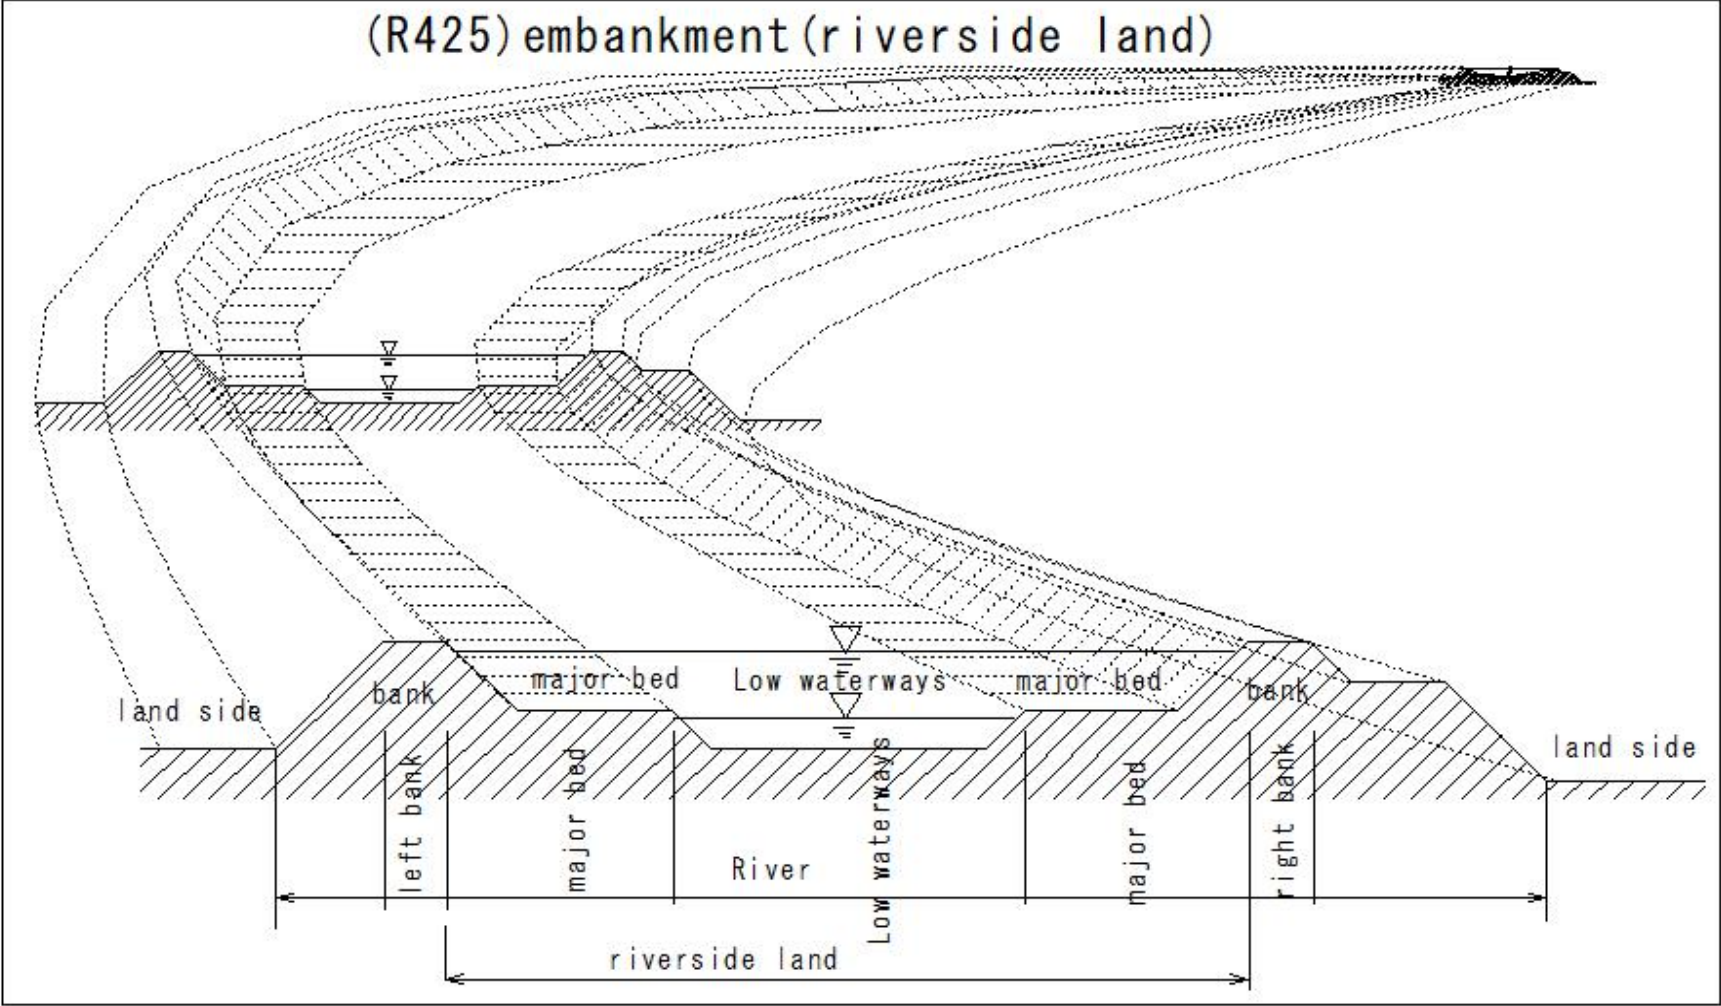 (R425)embankment(riverside land)
major bed Low waterways major bed
bank bank
land side
land side
left bank
major bed
Low waterways
major bed
right bank
River
riverside land